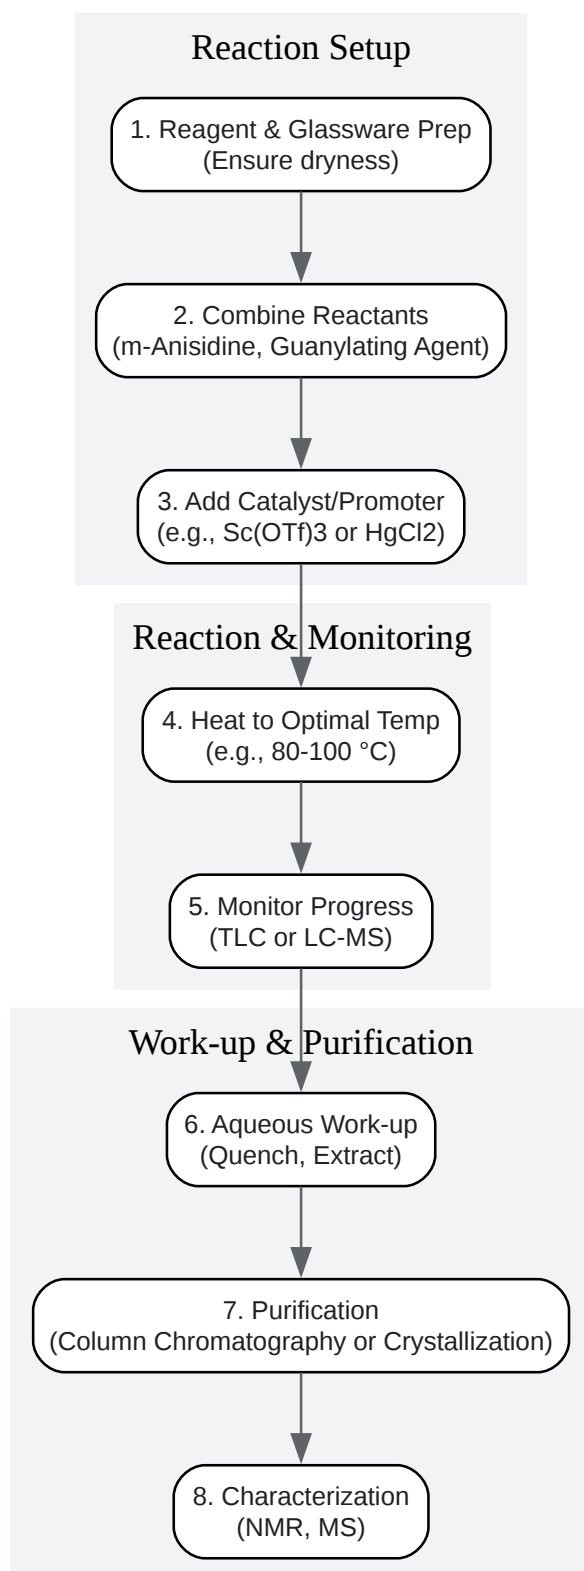 Reaction Setup
1. Reagent & Glassware Prep
(Ensure dryness)
2. Combine Reactants
(m-Anisidine, Guanylating Agent)
3. Add Catalyst/Promoter
(e.g., Sc(OTf)3 or HgCl2)
Reaction & Monitoring
4. Heat to Optimal Temp
(e.g., 80-100 °C)
5. Monitor Progress
(TLC or LC-MS)
Work-up & Purification
6. Aqueous Work-up
(Quench, Extract)
7. Purification
(Column Chromatography or Crystallization)
8. Characterization
(NMR, MS)